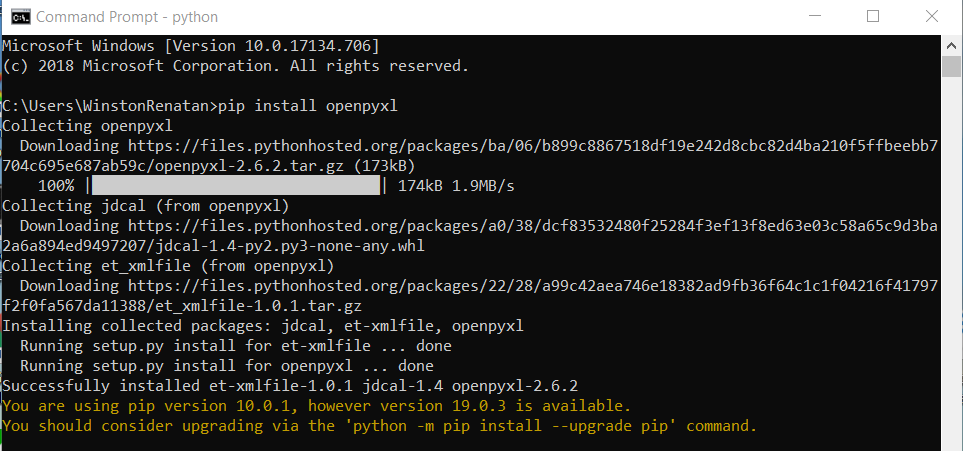 Command Prompt - python
Microsoft Windows [Version 10.0.17134.706]
(c) 2018 Microsoft Corporation. All rights reserved.
C:\Users\WinstonRenatan>pip install openpyxl
Collecting openpyxl
  Downloading https://files.pythonhosted.org/packages/ba/06/b899c8867518df19e242d8cbc82d4ba210f5ffbeebb7
704c695e687ab59c/openpyxl-2.6.2.tar.gz (173kB)
    100% |████████████████████████████████| 174kB 1.9MB/s
Collecting jdcal (from openpyxl)
  Downloading https://files.pythonhosted.org/packages/a0/38/dcf83532480f25284f3ef13f8ed63e03c58a65c9d3ba
2a6a894ed9497207/jdcal-1.4-py2.py3-none-any.whl
Collecting et_xmlfile (from openpyxl)
  Downloading https://files.pythonhosted.org/packages/22/28/a99c42aea746e18382ad9fb36f64c1c1f04216f41797
f2f0fa567da11388/et_xmlfile-1.0.1.tar.gz
Installing collected packages: jdcal, et-xmlfile, openpyxl
  Running setup.py install for et-xmlfile ... done
  Running setup.py install for openpyxl ... done
Successfully installed et-xmlfile-1.0.1 jdcal-1.4 openpyxl-2.6.2
You are using pip version 10.0.1, however version 19.0.3 is available.
You should consider upgrading via the 'python -m pip install --upgrade pip' command.